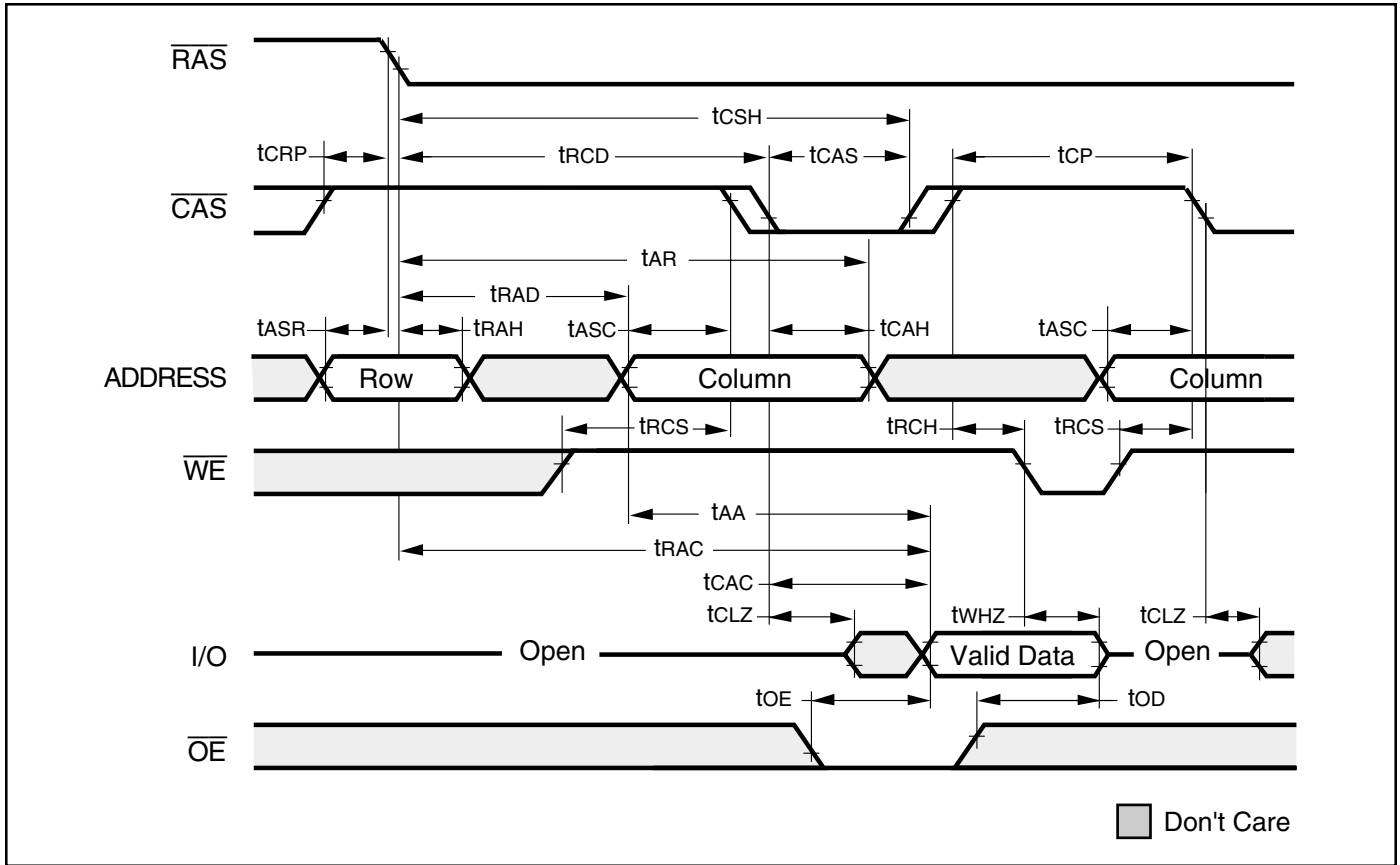 RAS
tCSH
tCRP
tRCD
tCAS
tCP
CAS
tAR
tRAD
tASR
tRAH
tASC
tCAH
tASC
ADDRESS
Row
Column
Column
tRCS
tRCH
tRCS
WE
tAA
tRAC
tCAC
tCLZ
tWHZ
tCLZ
I/O
Open
Valid Data
Open
tOE
tOD
OE
Don't Care